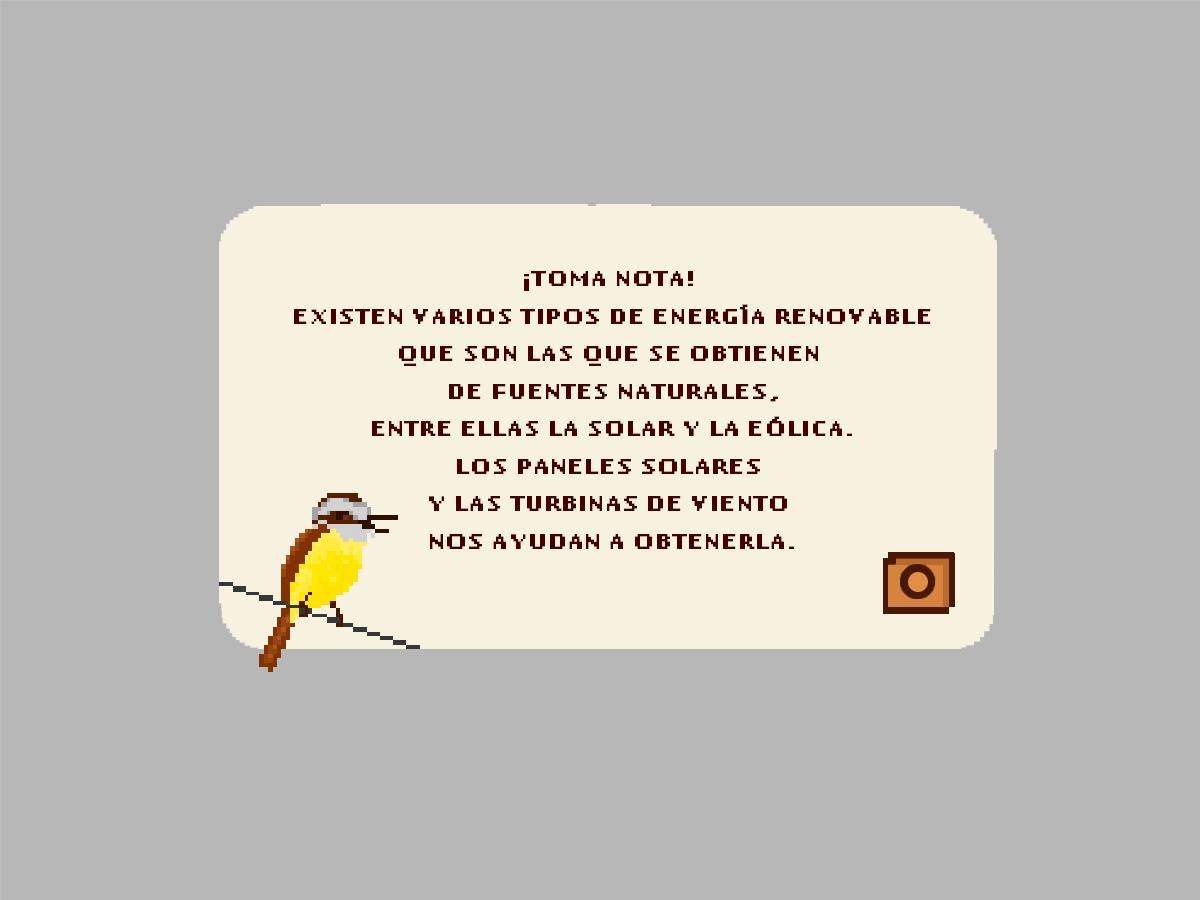 ¡TOMA NOTA!
EXISTEN VARIOS TIPOS DE ENERGÍA RENOVABLE
QUE SON LAS QUE SE OBTIENEN
DE FUENTES NATURALES,
ENTRE ELLAS LA SOLAR Y LA EÓLICA.
LOS PANELES SOLARES
Y LAS TURBINAS DE VIENTO
NOS AYUDAN A OBTENERLA.